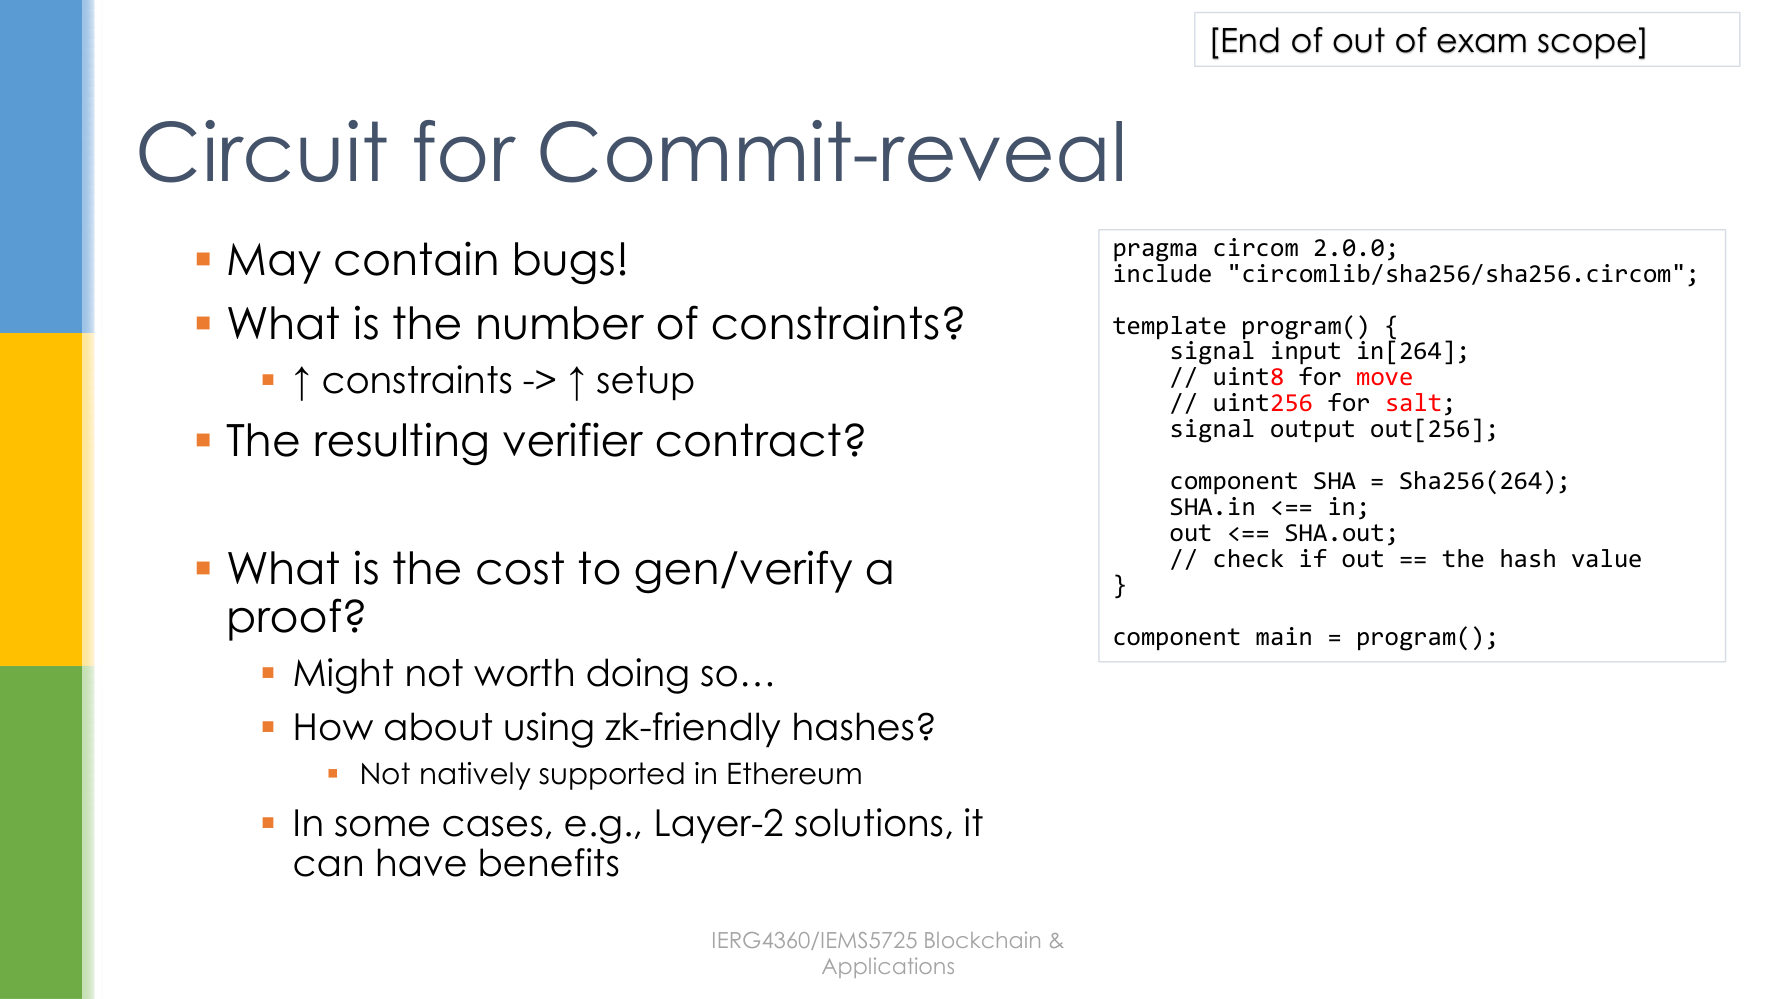 [End of out of exam scope]
Circuit for Commit-reveal
▪ May contain bugs!
▪ What is the number of constraints?
▪ ↑ constraints -> ↑ setup
▪ The resulting verifier contract?
▪ What is the cost to gen/verify a
proof?
▪ Might not worth doing so…
▪ How about using zk-friendly hashes?
▪ Not natively supported in Ethereum
▪ In some cases, e.g., Layer-2 solutions, it
can have benefits
pragma circom 2.0.0;
include "circomlib/sha256/sha256.circom";
template program() {
    signal input in[264];
    // uint8 for move
    // uint256 for salt;
    signal output out[256];
    component SHA = Sha256(264);
    SHA.in <== in;
    out <== SHA.out;
    // check if out == the hash value
}
component main = program();
IERG4360/IEMS5725 Blockchain &
Applications